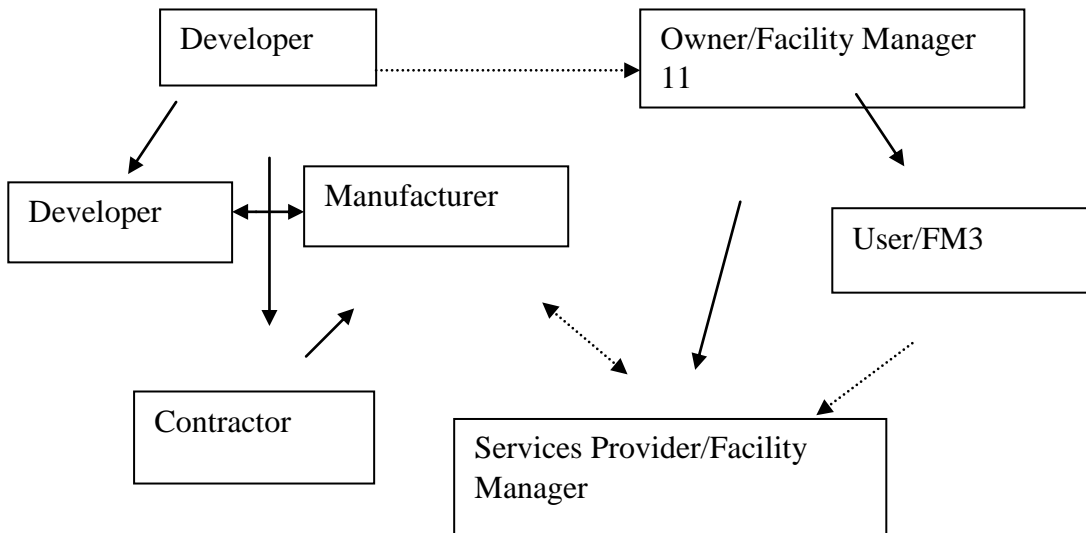 Developer
Owner/Facility Manager
11
Developer
Manufacturer
User/FM3
Contractor
Services Provider/Facility
Manager